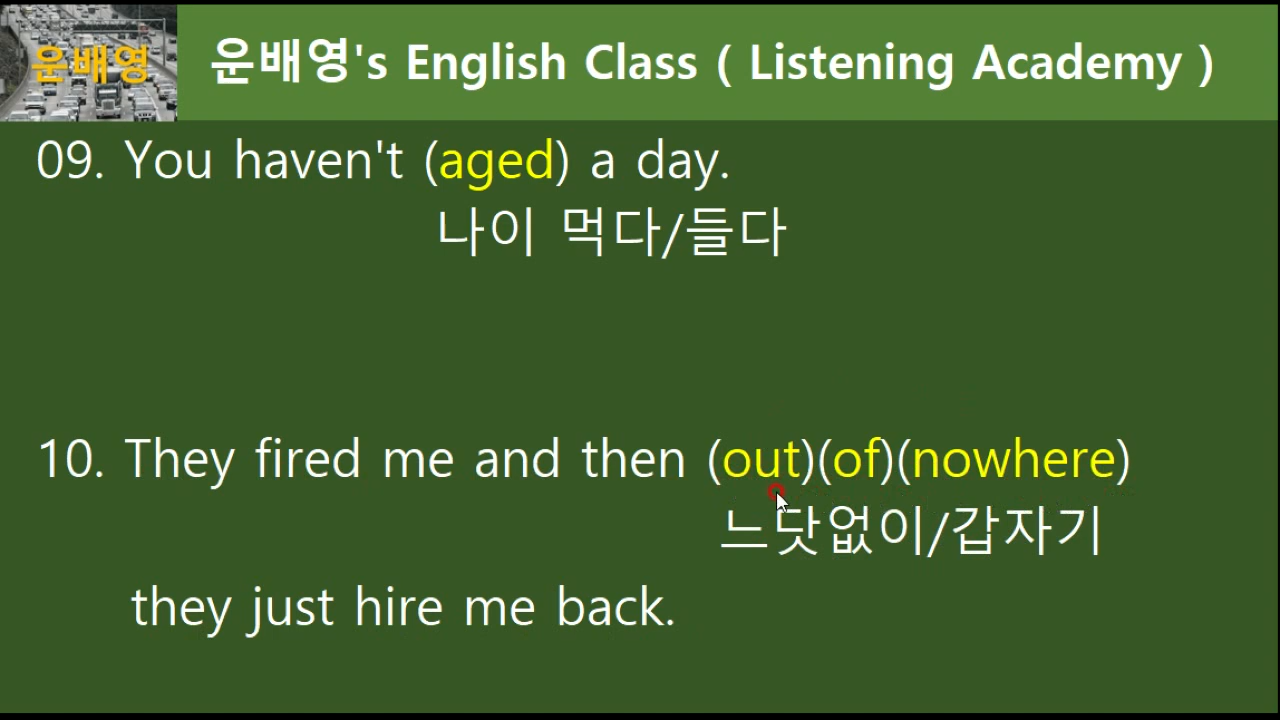 운배영
운배영's English Class ( Listening Academy )
09. You haven't (aged) a day.
나이 먹다/들다
10. They fired me and then (out)(of)(nowhere)
느닷없이/갑자기
they just hire me back.